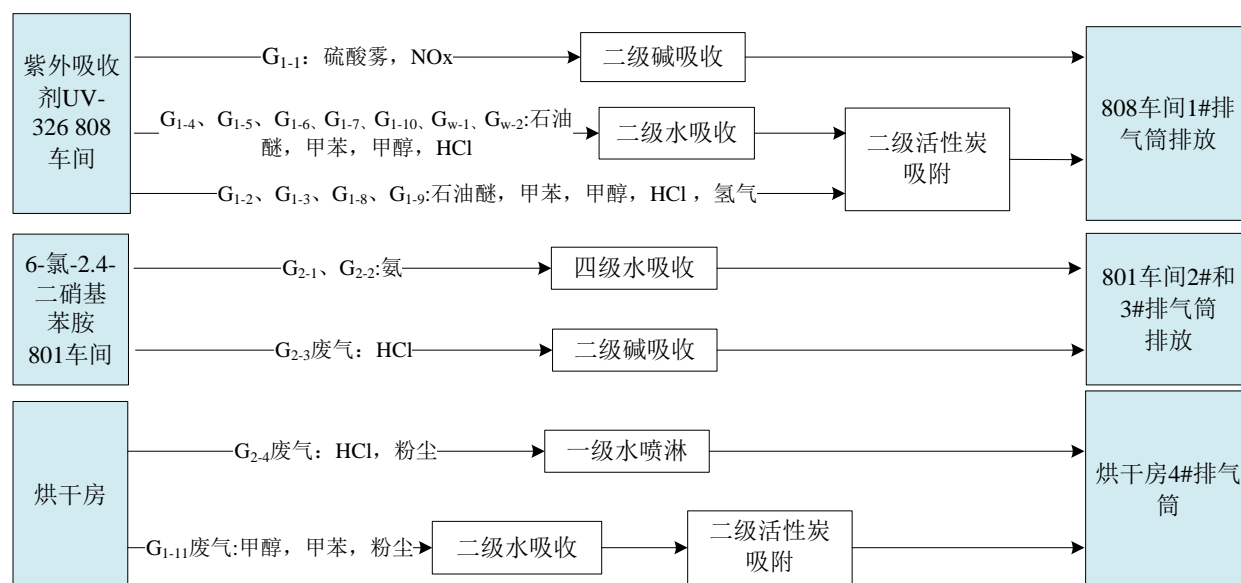 紫外吸收
剂UV-
326 808
车间
G1-1：硫酸雾，NOx
二级碱吸收
G1-4、G1-5、G1-6、G1-7、G1-10、Gw-1、Gw-2:石油
醚，甲苯，甲醇，HCl
二级水吸收
二级活性炭
吸附
G1-2、G1-3、G1-8、G1-9:石油醚，甲苯，甲醇，HCl ，氢气
808车间1#排
气筒排放
6-氯-2.4-
二硝基
苯胺
801车间
G2-1、G2-2:氨
四级水吸收
G2-3废气：HCl
二级碱吸收
801车间2#和
3#排气筒
排放
烘干房
G2-4废气：HCl，粉尘
一级水喷淋
G1-11废气:甲醇，甲苯，粉尘
二级水吸收
二级活性炭
吸附
烘干房4#排气
筒